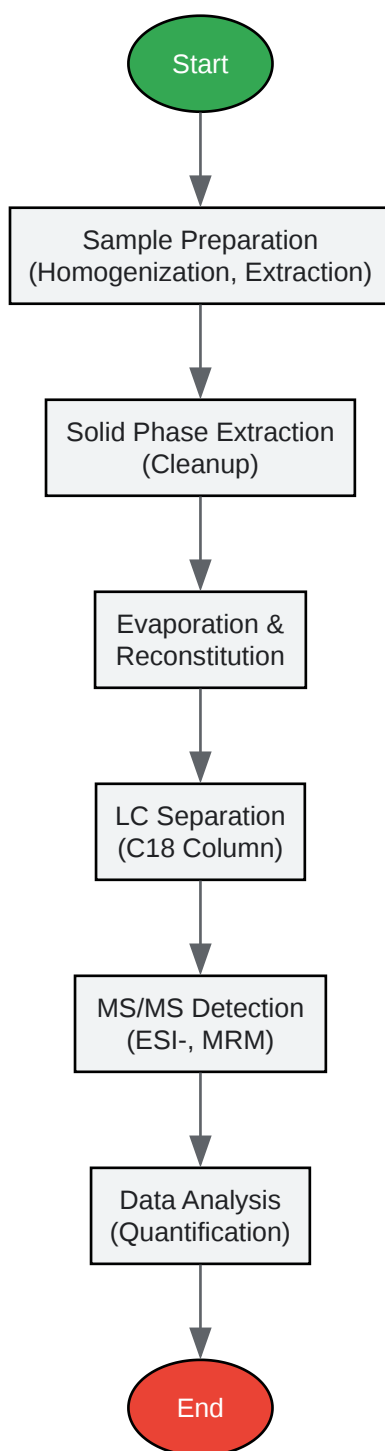 Start
Sample Preparation
(Homogenization, Extraction)
Solid Phase Extraction
(Cleanup)
Evaporation &
Reconstitution
LC Separation
(C18 Column)
MS/MS Detection
(ESI-, MRM)
Data Analysis
(Quantification)
End